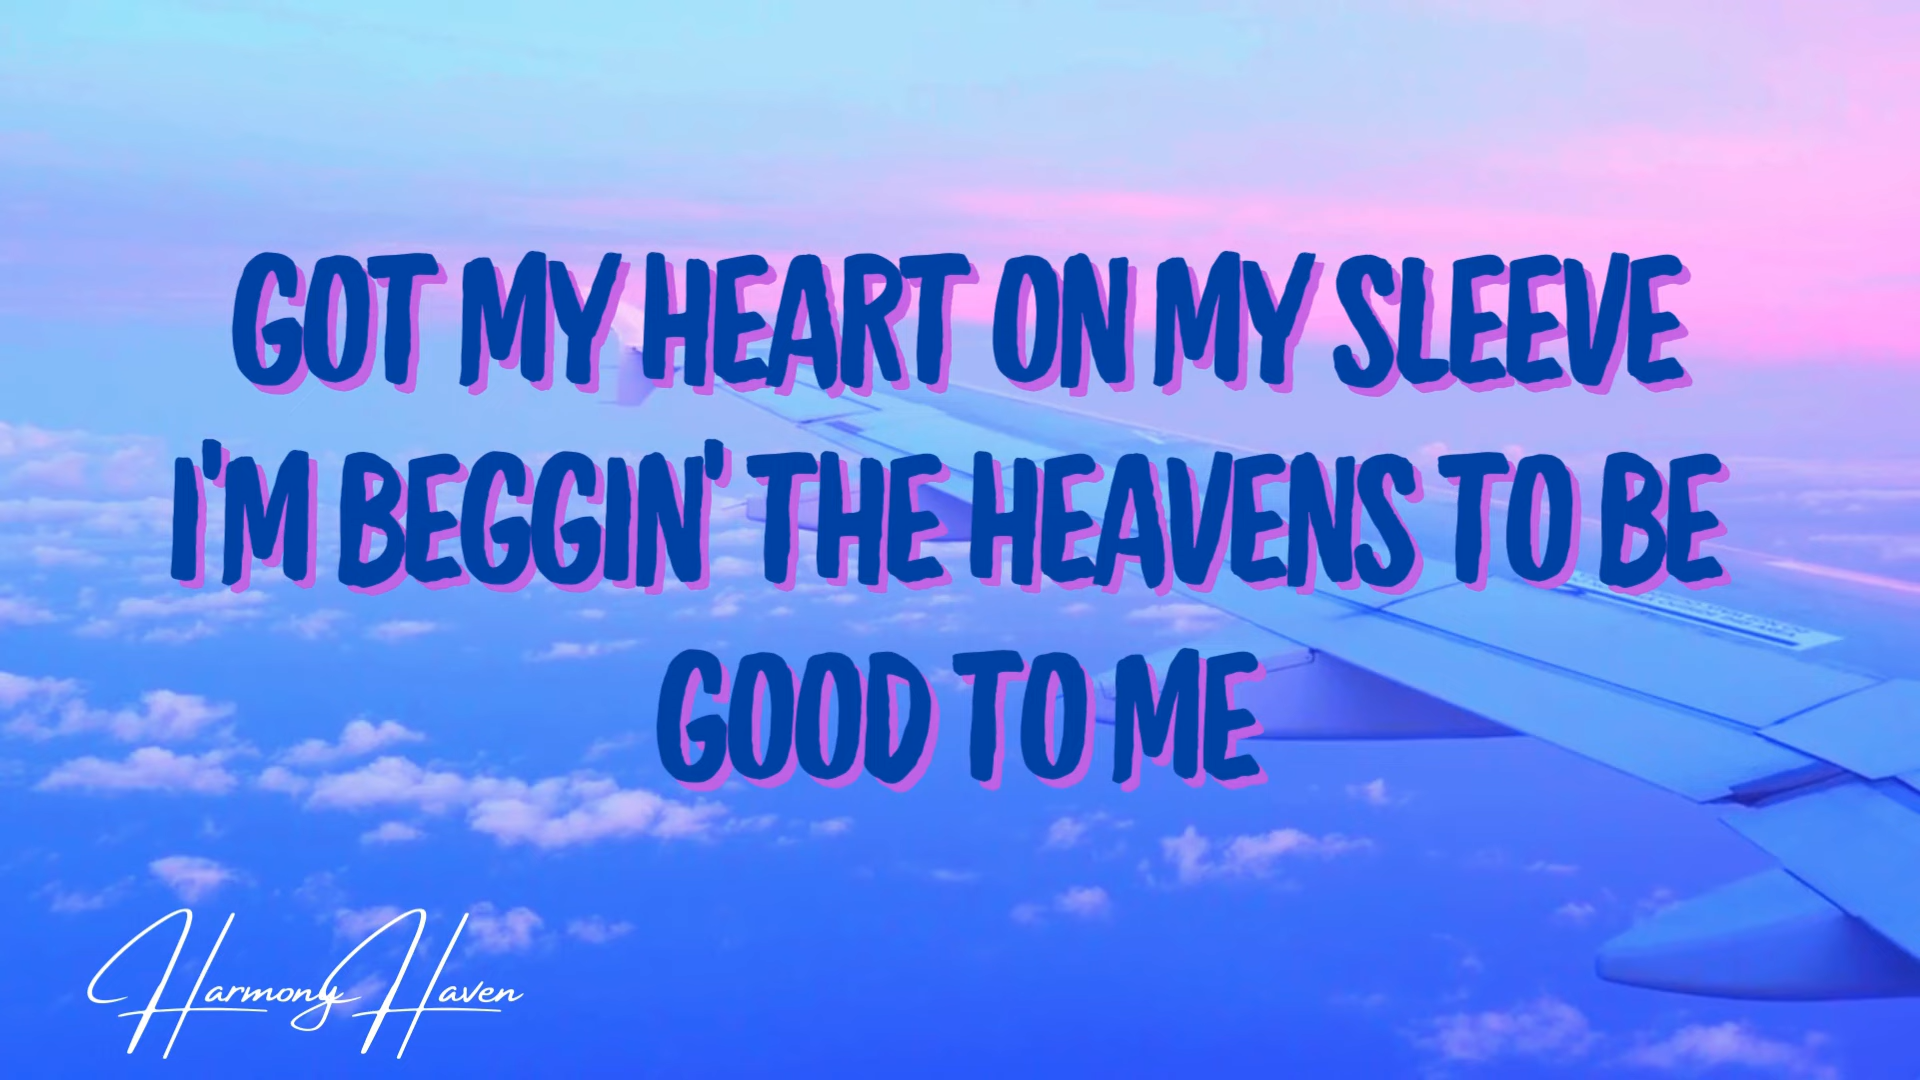 GOT MY HEART ON MY SLEEVE
I'M BEGGIN' THE HEAVENS TO BE
GOOD TO ME
Harmony Haven